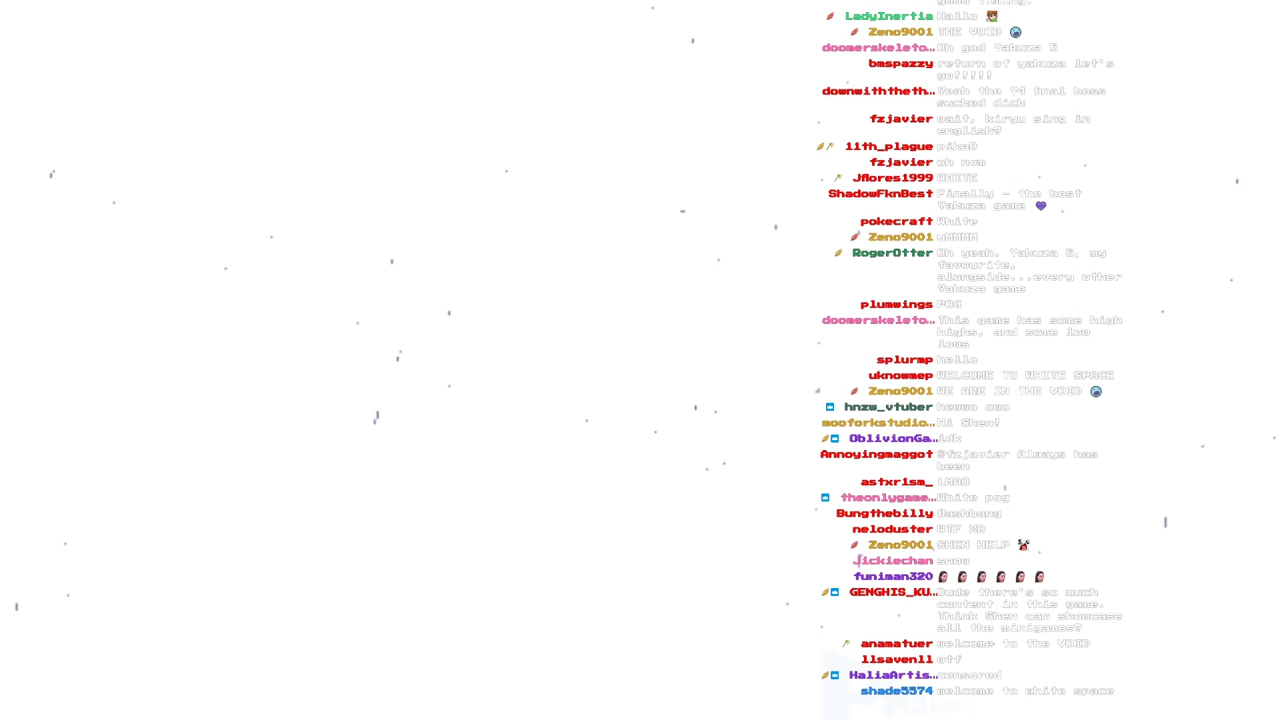 good timing.
LadyInertia Hallo
Zeno9001 THE VOID
doomerskeleto… Oh god Yakuza 5
bmspazzy return of yakuza let's
go!!!!!
downwiththeth… Yeah the Y4 final boss
sucked dick
fzjavier wait, kiryu sing in
english?
11th_plague pikaO
fzjavier oh nvm
Jflores1999 WHITE
ShadowFknBest Finally - the best
Yakuza game
pokecraft White
Zeno9001 uMMMM
RogerOtter Oh yeah. Yakuza 5, my
favourite,
alongside...every other
Yakuza game
plumwings POG
doomerskeleto… This game has some high
highs, and some low
lows
splurmp hello
uknowmep WELCOME TO WHITE SPACE
Zeno9001 WE ARE IN THE VOID
hnzw_vtuber hewwo owo
mooforkstudio… Hi Shen!
OblivionGa… idk
Annoyingmaggot @fzjavier Always has
been
astxrism_ LMAO
theonlygame… White pog
Bungthebilly flashbang
neloduster WTF XD
Zeno9001 SHEN HELP
Jickiechan snow
funiman320
GENGHIS_KU… Dude there's so much
content in this game.
Think Shen can showcase
all the minigames?
anamatuer welcome to the VOID
llsavenll wtf
HaliaArtis… censored
shade5574 welcome to white space